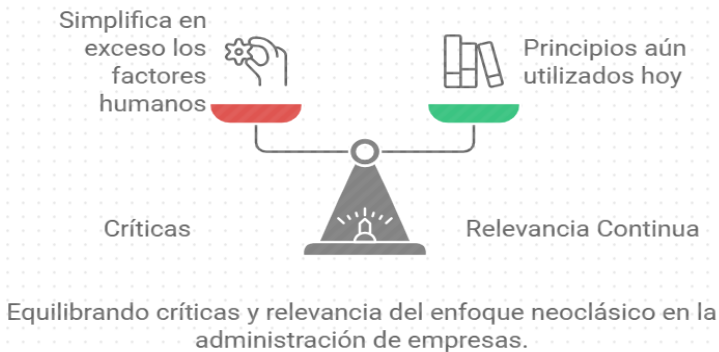 Simplifica en
exceso los
factores
humanos
Principios aún
utilizados hoy
Críticas
Relevancia Continua
Equilibrando críticas y relevancia del enfoque neoclásico en la
administración de empresas.